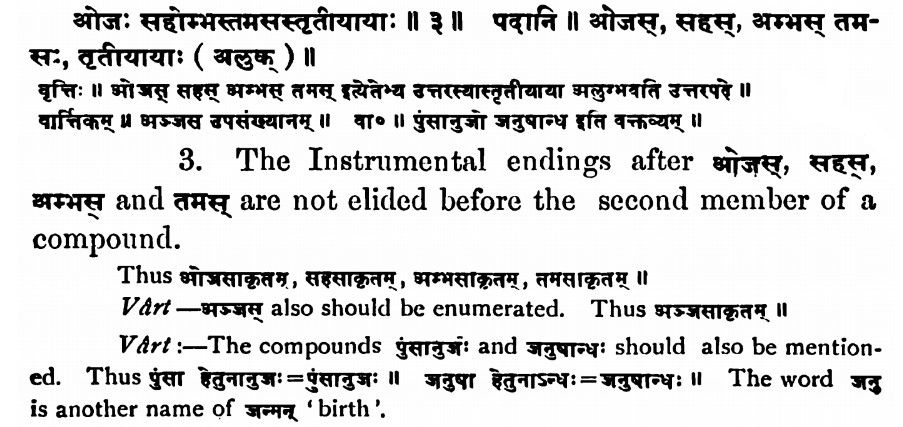 ओजः सहोम्भस्तमसस्तृतीयायाः ॥ ३ ॥ पदानि ॥ ओजस्, सहस्, अम्भस् तम-
सः, तृतीयायाः ( अलुक् ) ॥
वृत्तिः ॥ ओजस् सहस् अम्भस् तमस् इत्येतेभ्य उत्तरस्यास्तृतीयाया अलुग्भवति उत्तरपदे ॥
वार्त्तिकम् ॥ अञ्जस उपसंख्यानम् ॥ वा० ॥ पुंसानुजो जनुषान्ध इति वक्तव्यम् ॥
3. The Instrumental endings after ओजस्, सहस्,
अम्भस् and तमस् are not elided before the second member of a
compound.
Thus ओजसाकृतम्, सहसाकृतम्, अम्भसाकृतम्, तमसाकृतम् ॥
Vârt —अञ्जस् also should be enumerated. Thus अञ्जसाकृतम् ॥
Vârt :—The compounds पुंसानुजः and जनुषान्धः should also be mention-
ed. Thus पुंसा हेतुनानुजः=पुंसानुजः ॥ जनुषा हेतुनाऽन्धः=जनुषान्धः ॥ The word जनु
is another name of जन्मन् ‘birth’.